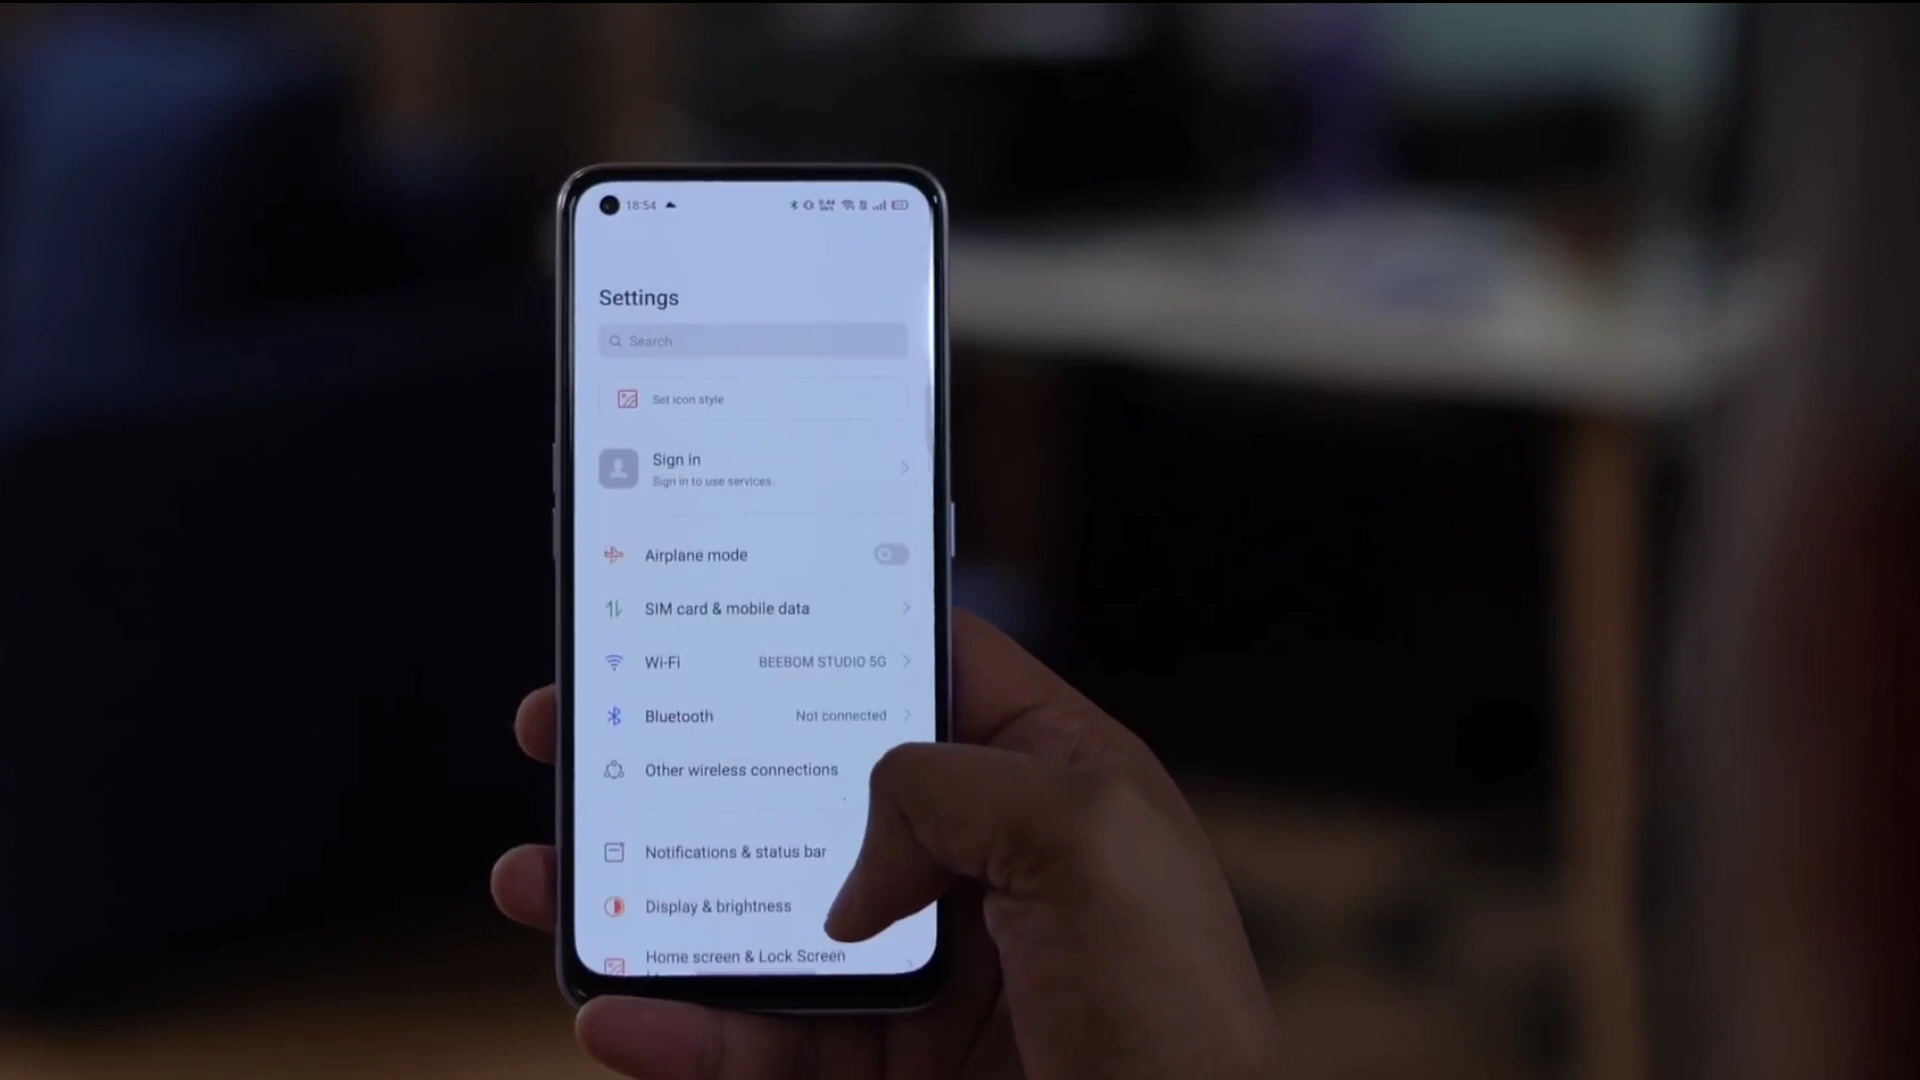 18:54
Settings
Search
Set icon style
Sign in
Sign in to use services
Airplane mode
SIM card & mobile data
Wi-Fi BEEBOM STUDIO 5G
Bluetooth Not connected
Other wireless connections
Notifications & status bar
Display & brightness
Home screen & Lock Screen